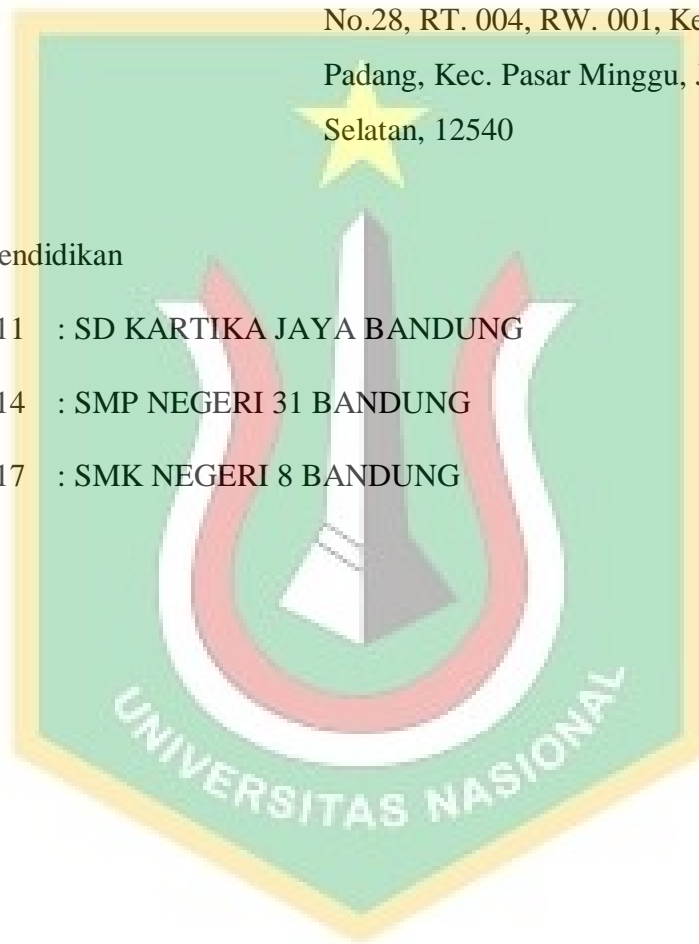 No.28, RT. 004, RW. 001, Ke
Padang, Kec. Pasar Minggu, J
Selatan, 12540
endidikan
11 : SD KARTIKA JAYA BANDUNG
14 : SMP NEGERI 31 BANDUNG
17 : SMK NEGERI 8 BANDUNG
UNIVERSITAS NASIONAL